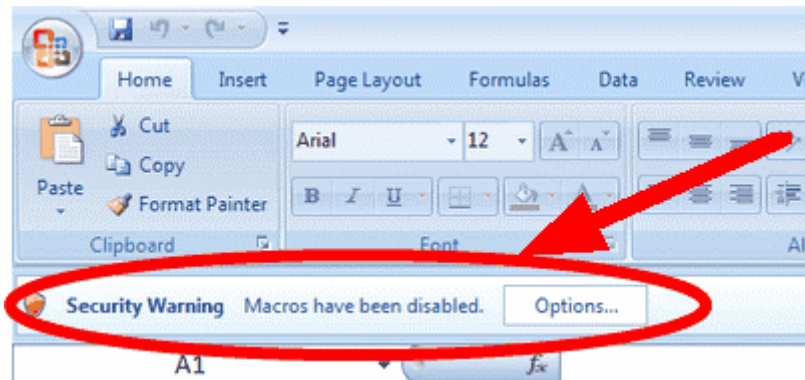 Home Insert Page Layout Formulas Data Review
Cut
Arial 12 A A
Copy
Paste
B I U A
Format Painter
Clipboard Font
Security Warning Macros have been disabled. Options...
A1 fx